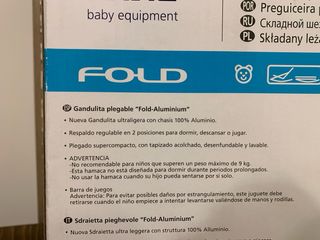 baby equipment
POR Preguiceira
RU Складной
PL Składany
FOLD
Gandulita plegable “Fold-Aluminium”
• Nueva Gandulita ultraligera con chasis 100% Aluminio.
• Respaldo regulable en 2 posiciones para dormir, descansar o jugar.
• Plegado supercompacto, con tapizado acolchado, desenfundable y lavable.
• ADVERTENCIA
-No recomendable para niños que superen un peso máximo de 9 kg.
-Esta hamaca no está diseñada para dormir durante periodos prolongados.
-No usar la hamaca cuando su hijo pueda sentarse por si solo.
• Barra de juegos
Advertencia: Para evitar posibles daños por estrangulamiento, este juguete debe
retirarse cuando el niño empiece a intentar levantarse valiéndose de manos y rodillas.
IT Sdraietta pieghevole “Fold-Aluminium”
• Nuova Sdraietta ultra leggera con struttura 100% Alluminio.